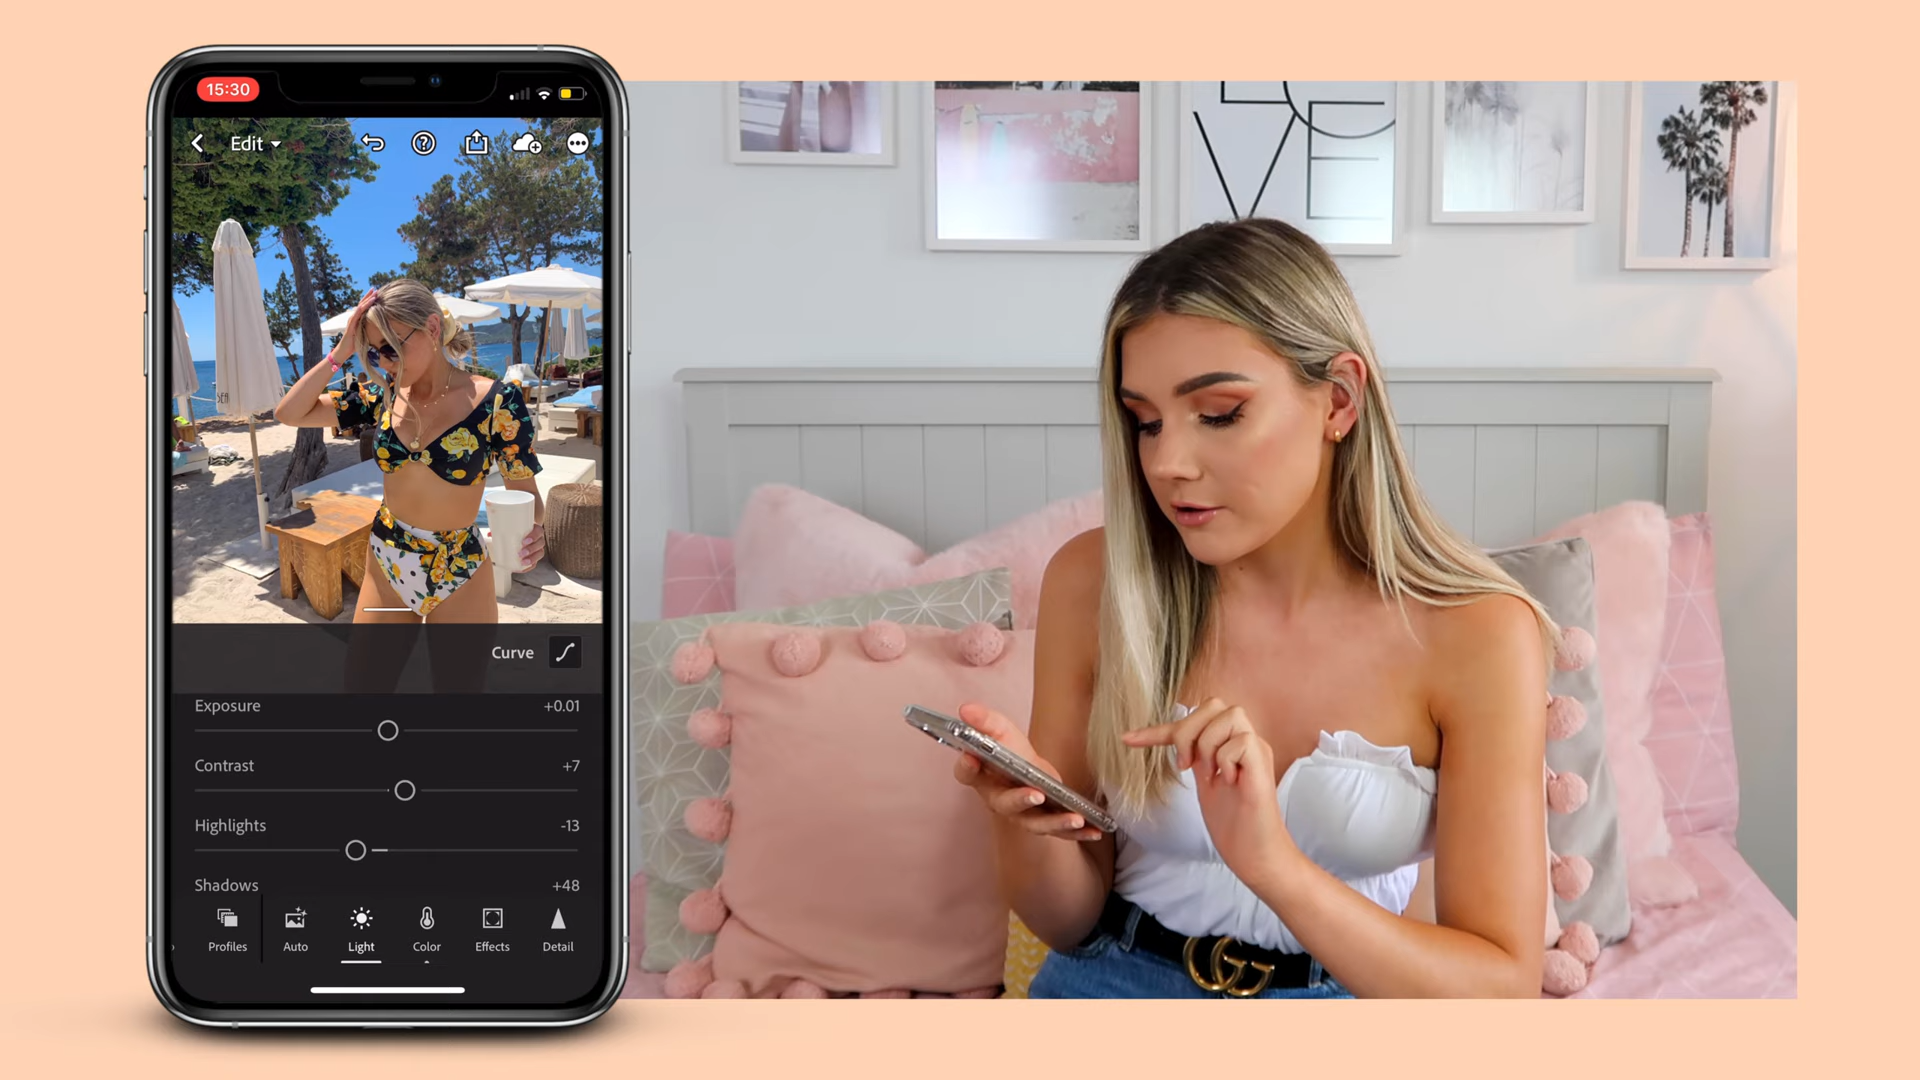 15:30
Edit
Curve
Exposure +0.01
Contrast +7
Highlights -13
Shadows +48
Profiles Auto Light Color Effects Detail
VE